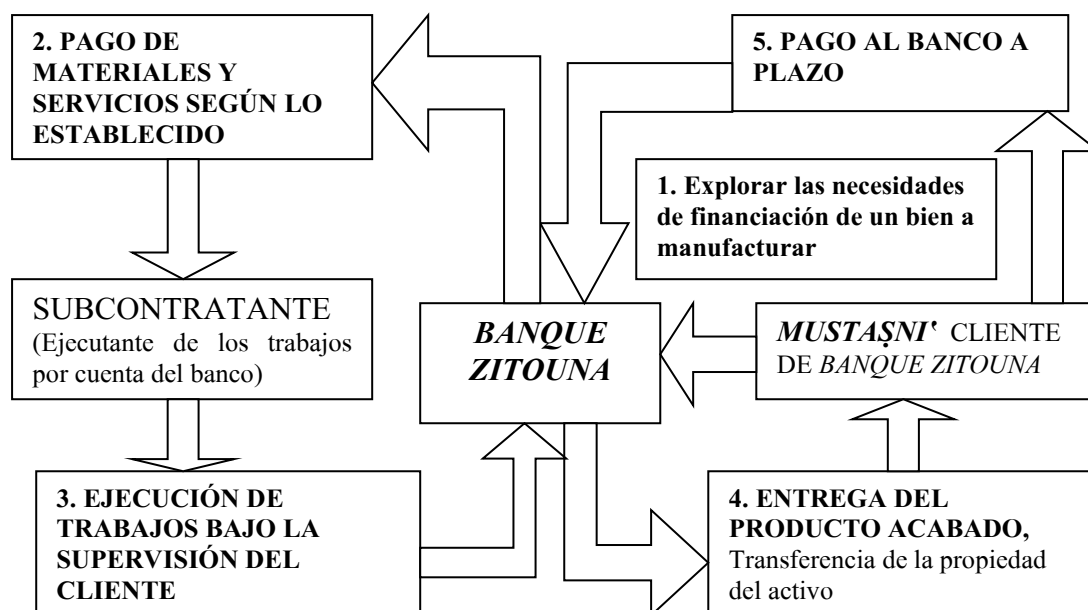 2. PAGO DE
MATERIALES Y
SERVICIOS SEGÚN LO
ESTABLECIDO
5. PAGO AL BANCO A
PLAZO
1. Explorar las necesidades
de financiación de un bien a
manufacturar
SUBCONTRATANTE
(Ejecutante de los trabajos
por cuenta del banco)
BANQUE
ZITOUNA
MUSTAṢNI‛ CLIENTE
DE BANQUE ZITOUNA
3. EJECUCIÓN DE
TRABAJOS BAJO LA
SUPERVISIÓN DEL
CLIENTE
4. ENTREGA DEL
PRODUCTO ACABADO,
Transferencia de la propiedad
del activo